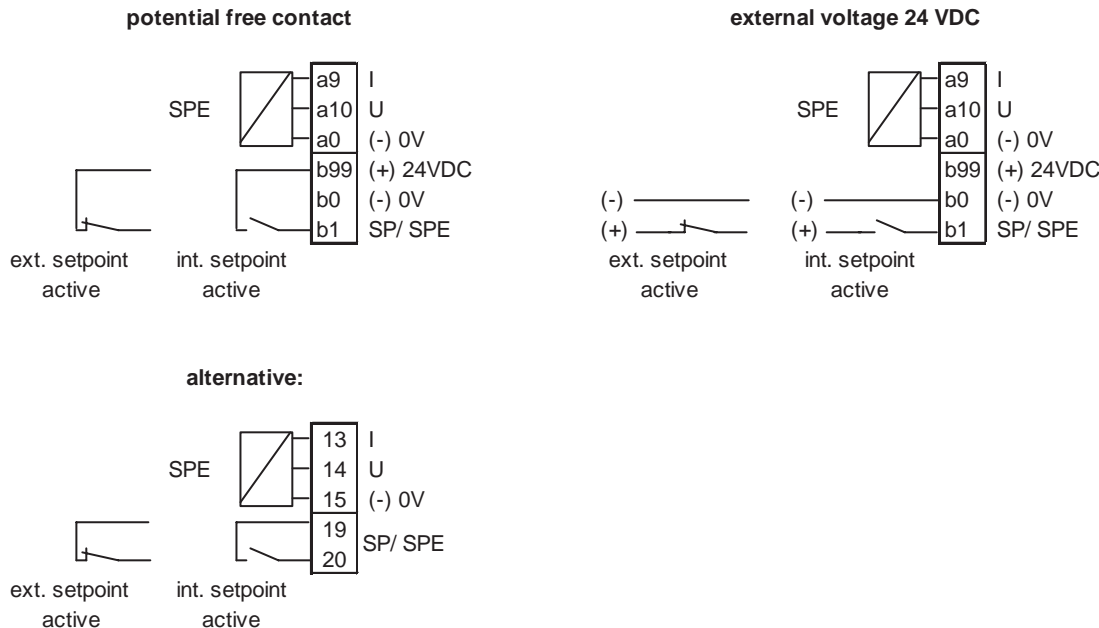 potential free contact
SPE
a9 I
a10 U
a0 (-) 0V
b99 (+) 24VDC
b0 (-) 0V
b1 SP/ SPE
ext. setpoint
active
int. setpoint
active
external voltage 24 VDC
SPE
a9 I
a10 U
a0 (-) 0V
b99 (+) 24VDC
(-) (-) b0 (-) 0V
(+) (+) b1 SP/ SPE
ext. setpoint
active
int. setpoint
active
alternative:
SPE
13 I
14 U
15 (-) 0V
19
SP/ SPE
20
ext. setpoint
active
int. setpoint
active